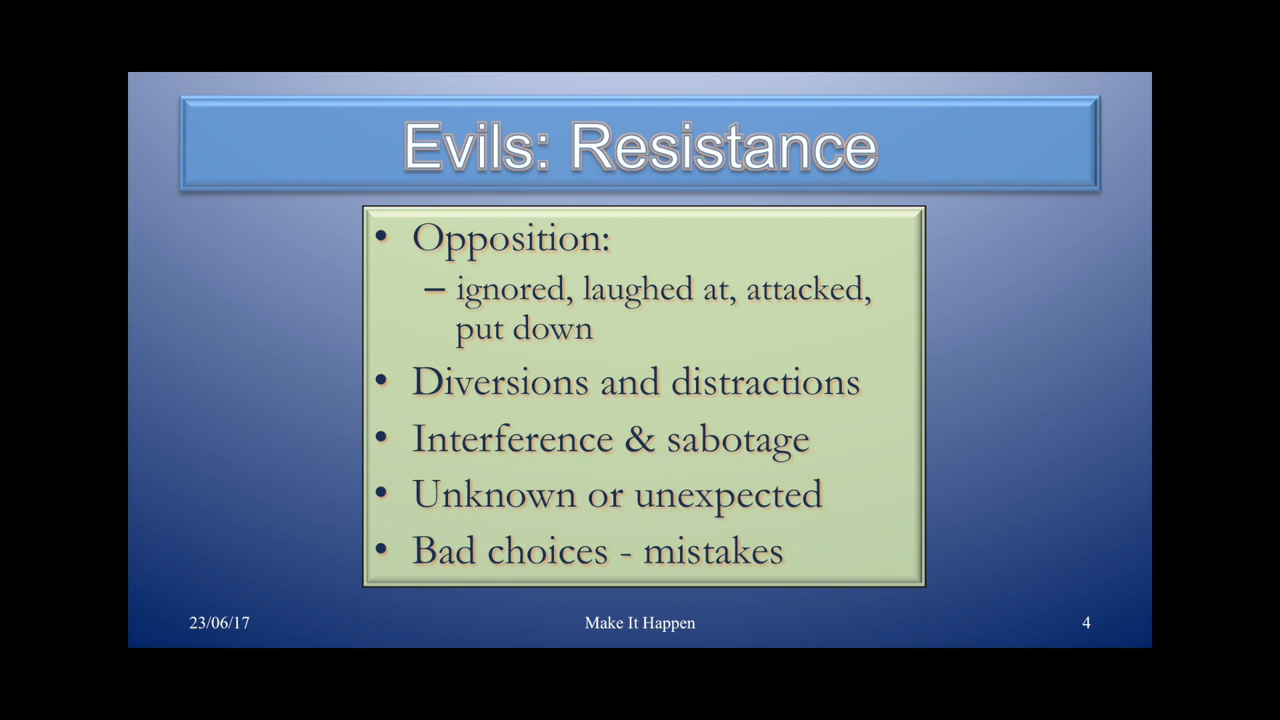 Evils: Resistance
• Opposition:
– ignored, laughed at, attacked,
put down
• Diversions and distractions
• Interference & sabotage
• Unknown or unexpected
• Bad choices - mistakes
23/06/17
Make It Happen
4